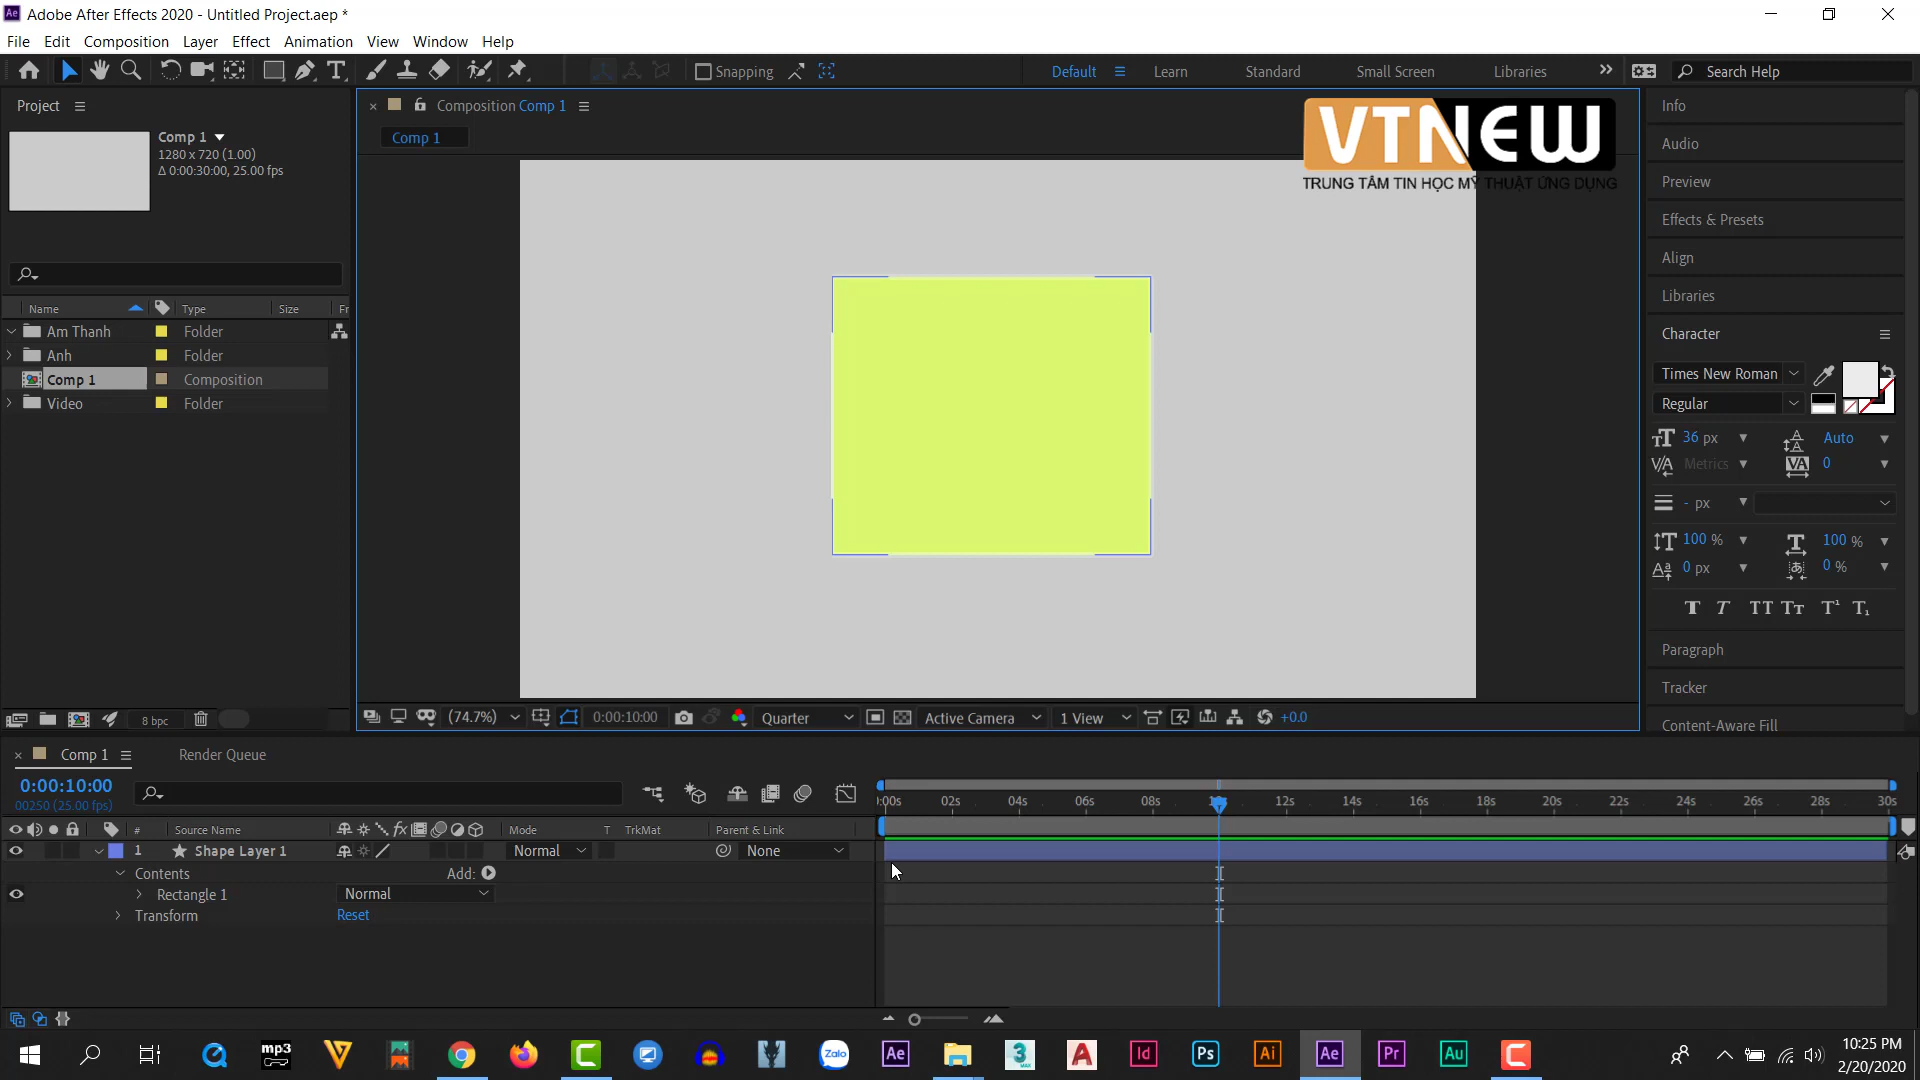 Adobe After Effects 2020 - Untitled Project.aep *
File Edit Composition Layer Effect Animation View Window Help
Snapping
Default Learn Standard Small Screen Libraries
Search Help
Project
Comp 1
1280 x 720 (1.00)
Δ 0:00:30:00, 25.00 fps
Name Type Size Fr
Am Thanh Folder
Anh Folder
Comp 1 Composition
Video Folder
8 bpc
Composition Comp 1
Comp 1
VTNEW
TRUNG TÂM TIN HỌC MỸ THUẬT ỨNG DỤNG
(74.7%) 0:00:10:00 Quarter Active Camera 1 View +0.0
Info
Audio
Preview
Effects & Presets
Align
Libraries
Character
Times New Roman
Regular
36 px Auto
Metrics 0
- px
100 % 100 %
0 px 0 %
T T TT Tт T¹ T₁
Paragraph
Tracker
Content-Aware Fill
Comp 1 Render Queue
0:00:10:00
00250 (25.00 fps)
:00s 02s 04s 06s 08s 10s 12s 14s 16s 18s 20s 22s 24s 26s 28s 30s
# Source Name Mode T TrkMat Parent & Link
1 Shape Layer 1 Normal None
Contents Add:
Rectangle 1 Normal
Transform Reset
mp3 Zalo Ae 3 MAX A Id Ps Ai Ae Pr Au
10:25 PM
2/20/2020